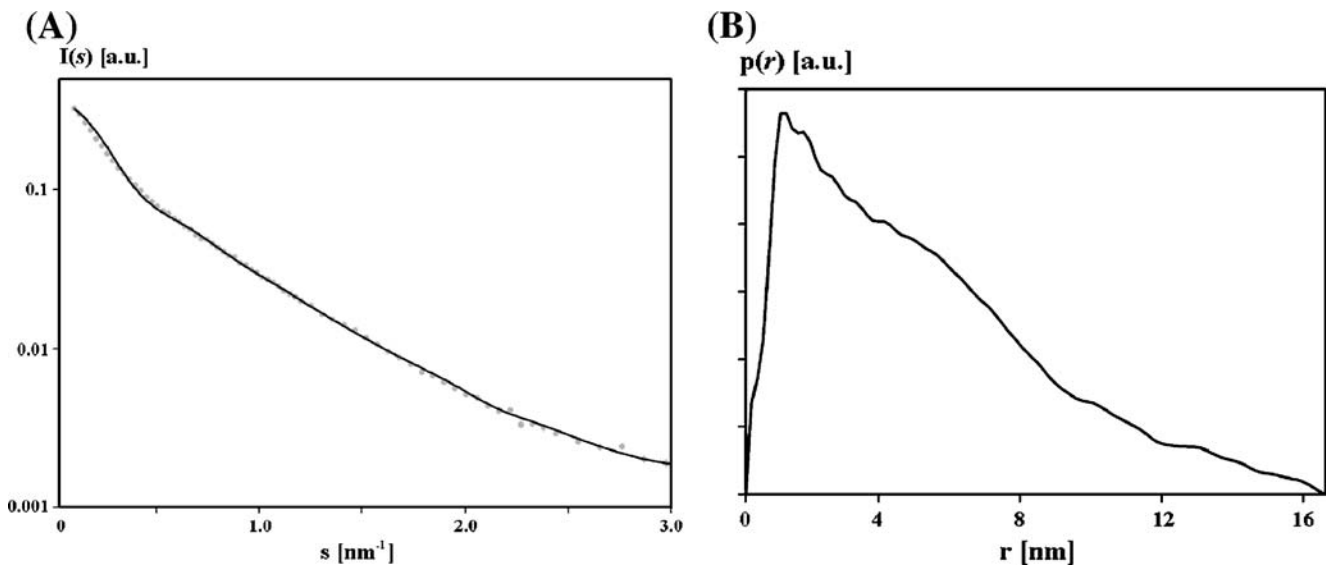 (A)
I(s) [a.u.]
0.1
0.01
0.001
0 1.0 2.0 3.0
s [nm⁻¹]
(B)
p(r) [a.u.]
0 4 8 12 16
r [nm]